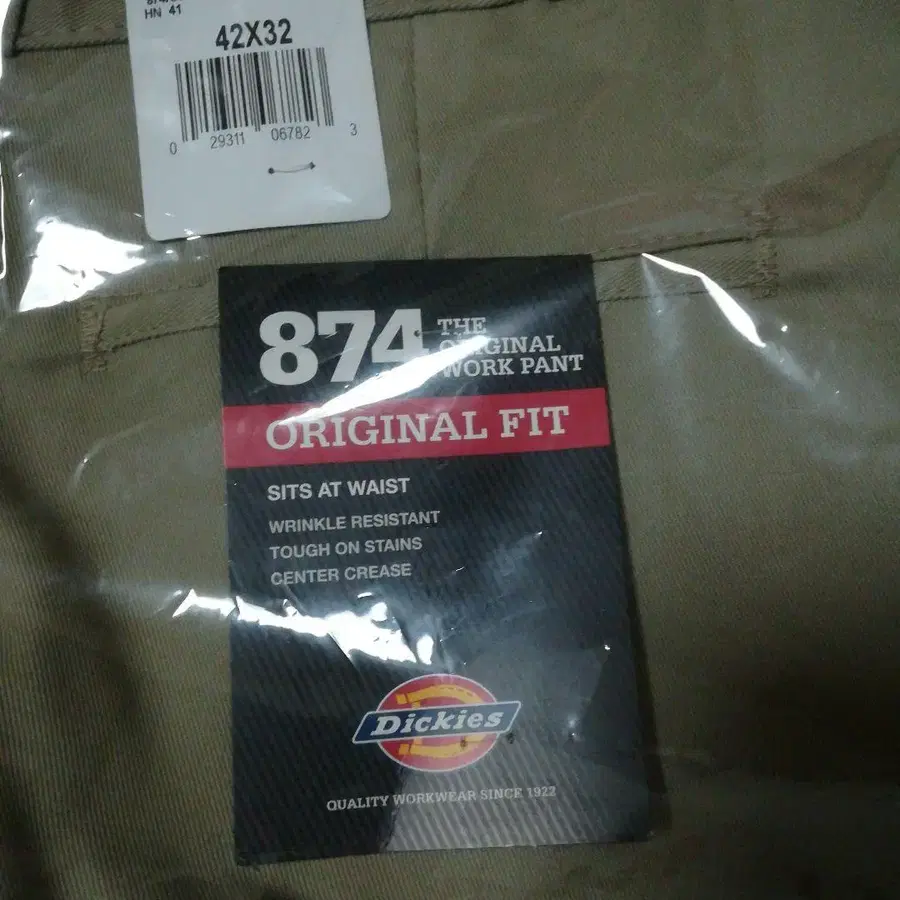 HN 41
42X32
0 29311 06782 3
874 THE ORIGINAL WORK PANT
ORIGINAL FIT
SITS AT WAIST
WRINKLE RESISTANT
TOUGH ON STAINS
CENTER CREASE
Dickies
QUALITY WORKWEAR SINCE 1922